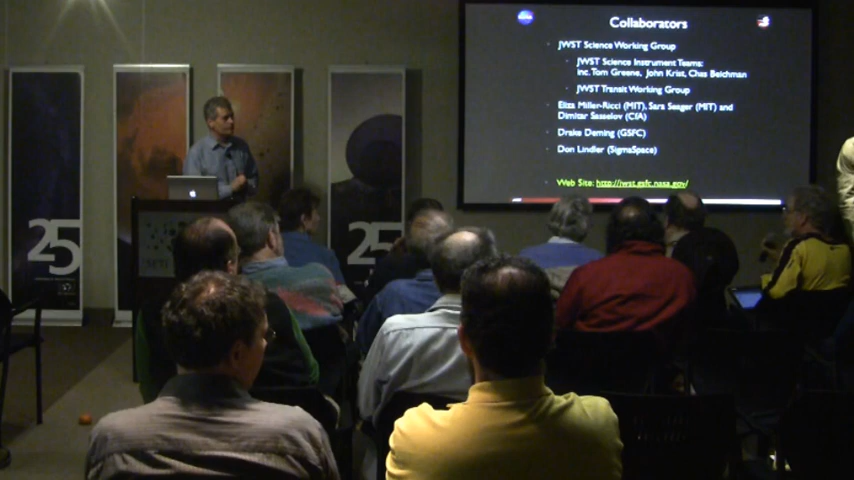 Collaborators
JWST Science Working Group
JWST Science Instrument Teams:
inc. Tom Greene, John Krist, Chas Beichman
JWST Transit Working Group
Eliza Miller-Ricci (MIT), Sara Seager (MIT) and
Dimitar Sasselov (CfA)
Drake Deming (GSFC)
Don Lindler (SigmaSpace)
Web Site: http://jwst.gsfc.nasa.gov/
25
25
SETI